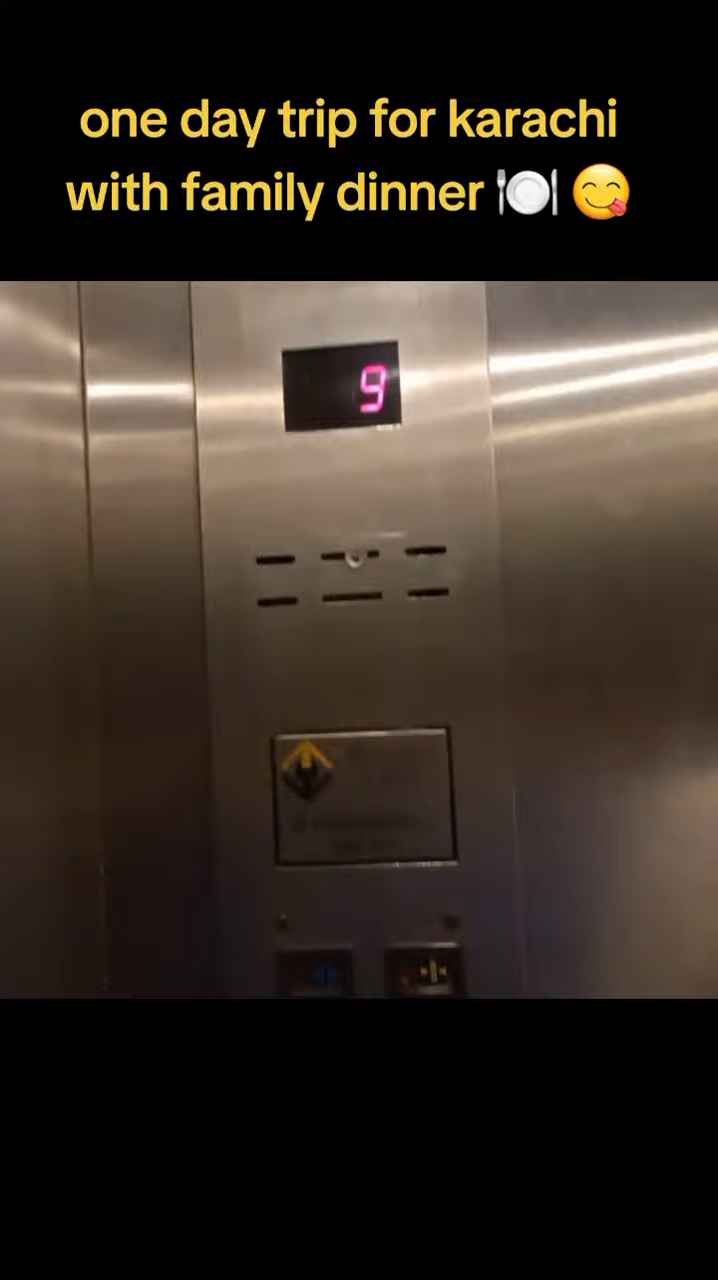 one day trip for karachi
with family dinner 🍽️ 😋
9